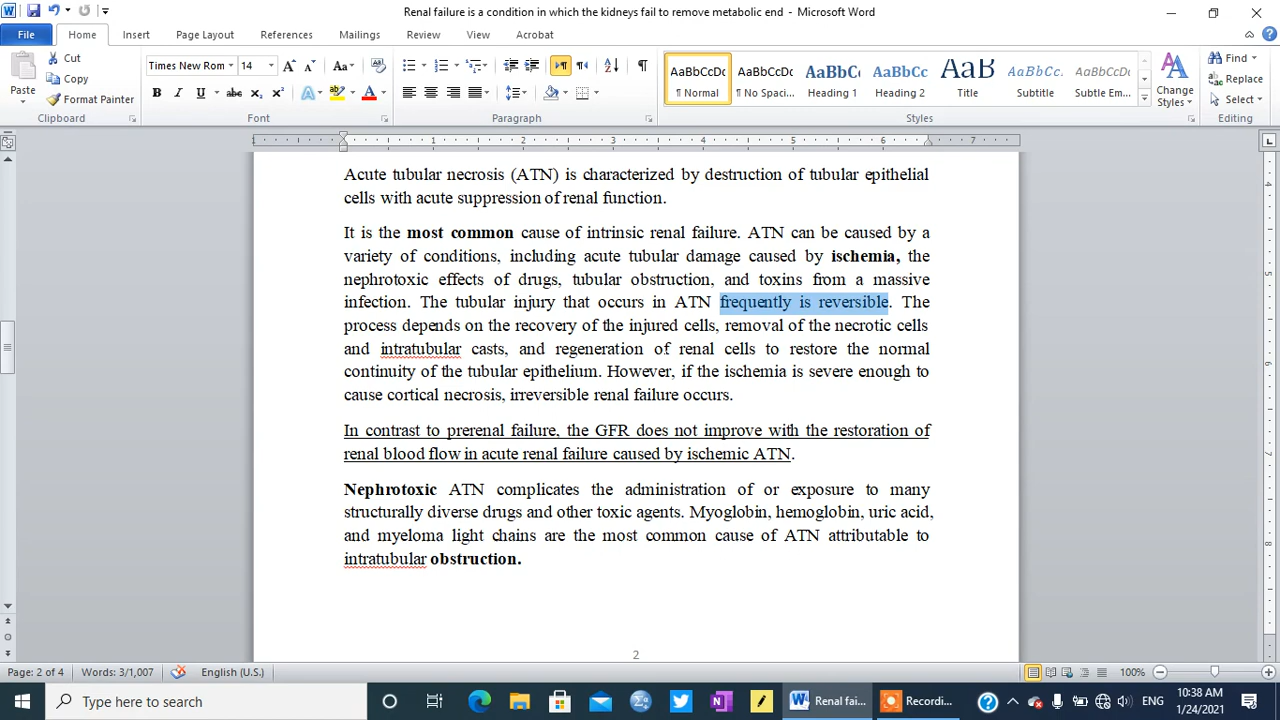 Renal failure is a condition in which the kidneys fail to remove metabolic end - Microsoft Word
File Home Insert Page Layout References Mailings Review View Acrobat
Paste
Cut
Copy
Format Painter
Clipboard
Times New Rom 14
B I U abc x₂ x²
Font
Paragraph
AaBbCcDc
¶ Normal
AaBbCcDc
¶ No Spaci...
AaBbCc
Heading 1
AaBbCc
Heading 2
AaB
Title
AaBbCc.
Subtitle
AaBbCcDc
Subtle Em...
Change Styles
Styles
Find
Replace
Select
Editing
1 1 2 3 4 5 6 7
Acute tubular necrosis (ATN) is characterized by destruction of tubular epithelial
cells with acute suppression of renal function.
It is the most common cause of intrinsic renal failure. ATN can be caused by a
variety of conditions, including acute tubular damage caused by ischemia, the
nephrotoxic effects of drugs, tubular obstruction, and toxins from a massive
infection. The tubular injury that occurs in ATN frequently is reversible. The
process depends on the recovery of the injured cells, removal of the necrotic cells
and intratubular casts, and regeneration of renal cells to restore the normal
continuity of the tubular epithelium. However, if the ischemia is severe enough to
cause cortical necrosis, irreversible renal failure occurs.
In contrast to prerenal failure, the GFR does not improve with the restoration of
renal blood flow in acute renal failure caused by ischemic ATN.
Nephrotoxic ATN complicates the administration of or exposure to many
structurally diverse drugs and other toxic agents. Myoglobin, hemoglobin, uric acid,
and myeloma light chains are the most common cause of ATN attributable to
intratubular obstruction.
2
Page: 2 of 4 Words: 3/1,007 English (U.S.) 100%
Type here to search
Renal fai...
Recordi...
ENG
10:38 AM
1/24/2021